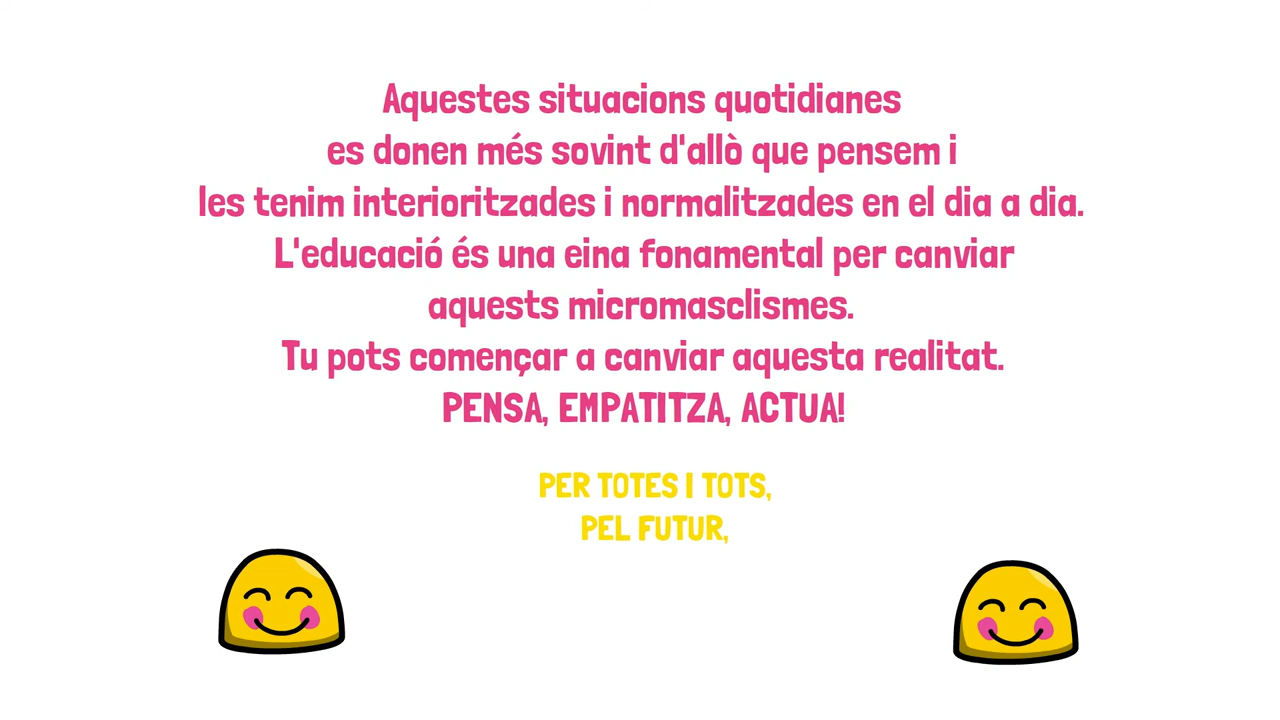 Aquestes situacions quotidianes
es donen més sovint d'allò que pensem i
les tenim interioritzades i normalitzades en el dia a dia.
L'educació és una eina fonamental per canviar
aquests micromasclismes.
Tu pots començar a canviar aquesta realitat.
PENSA, EMPATITZA, ACTUA!
PER TOTES I TOTS,
PEL FUTUR,